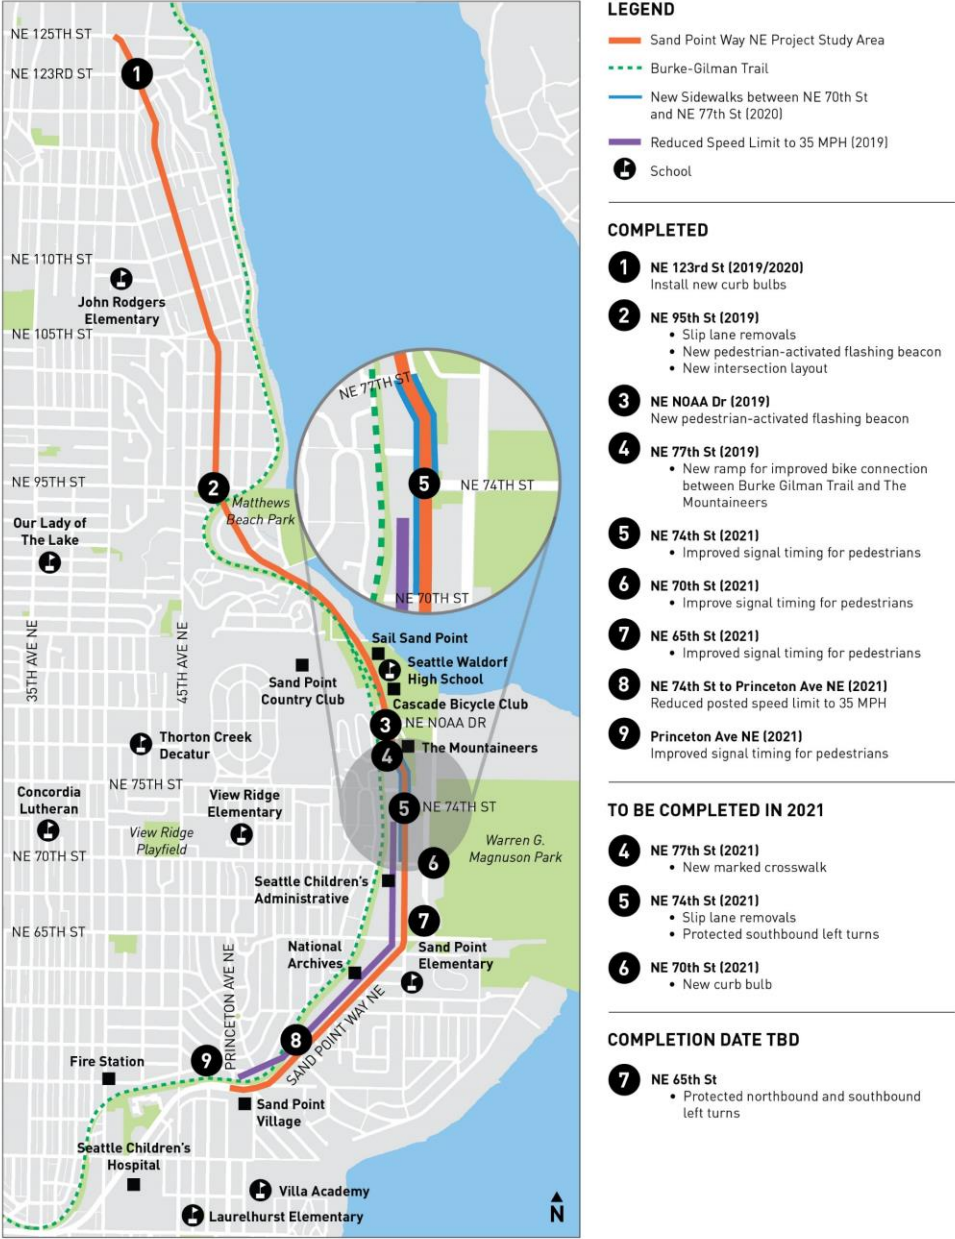 NE 125TH ST
NE 123RD ST
1
NE 110TH ST
John Rodgers
Elementary
NE 105TH ST
NE 77TH ST
5
NE 74TH ST
NE 70TH ST
NE 95TH ST
2
Matthews
Beach Park
Our Lady of
The Lake
35TH AVE NE
45TH AVE NE
Sail Sand Point
Seattle Waldorf
High School
Sand Point
Country Club
Cascade Bicycle Club
3
NE NOAA DR
The Mountaineers
4
Thorton Creek
Decatur
NE 75TH ST
Concordia
Lutheran
View Ridge
Elementary
View Ridge
Playfield
5
NE 74TH ST
Warren G.
Magnuson Park
NE 70TH ST
6
Seattle Children's
Administrative
7
NE 65TH ST
National
Archives
Sand Point
Elementary
PRINCETON AVE NE
SAND POINT WAY NE
8
9
Fire Station
Sand Point
Village
Seattle Children's
Hospital
Villa Academy
Laurelhurst Elementary
N
LEGEND
Sand Point Way NE Project Study Area
Burke-Gilman Trail
New Sidewalks between NE 70th St
and NE 77th St (2020)
Reduced Speed Limit to 35 MPH (2019)
School
COMPLETED
1 NE 123rd St (2019/2020)
Install new curb bulbs
2 NE 95th St (2019)
• Slip lane removals
• New pedestrian-activated flashing beacon
• New intersection layout
3 NE NOAA Dr (2019)
New pedestrian-activated flashing beacon
4 NE 77th St (2019)
• New ramp for improved bike connection
between Burke Gilman Trail and The
Mountaineers
5 NE 74th St (2021)
• Improved signal timing for pedestrians
6 NE 70th St (2021)
• Improve signal timing for pedestrians
7 NE 65th St (2021)
• Improved signal timing for pedestrians
8 NE 74th St to Princeton Ave NE (2021)
Reduced posted speed limit to 35 MPH
9 Princeton Ave NE (2021)
Improved signal timing for pedestrians
TO BE COMPLETED IN 2021
4 NE 77th St (2021)
• New marked crosswalk
5 NE 74th St (2021)
• Slip lane removals
• Protected southbound left turns
6 NE 70th St (2021)
• New curb bulb
COMPLETION DATE TBD
7 NE 65th St
• Protected northbound and southbound
left turns